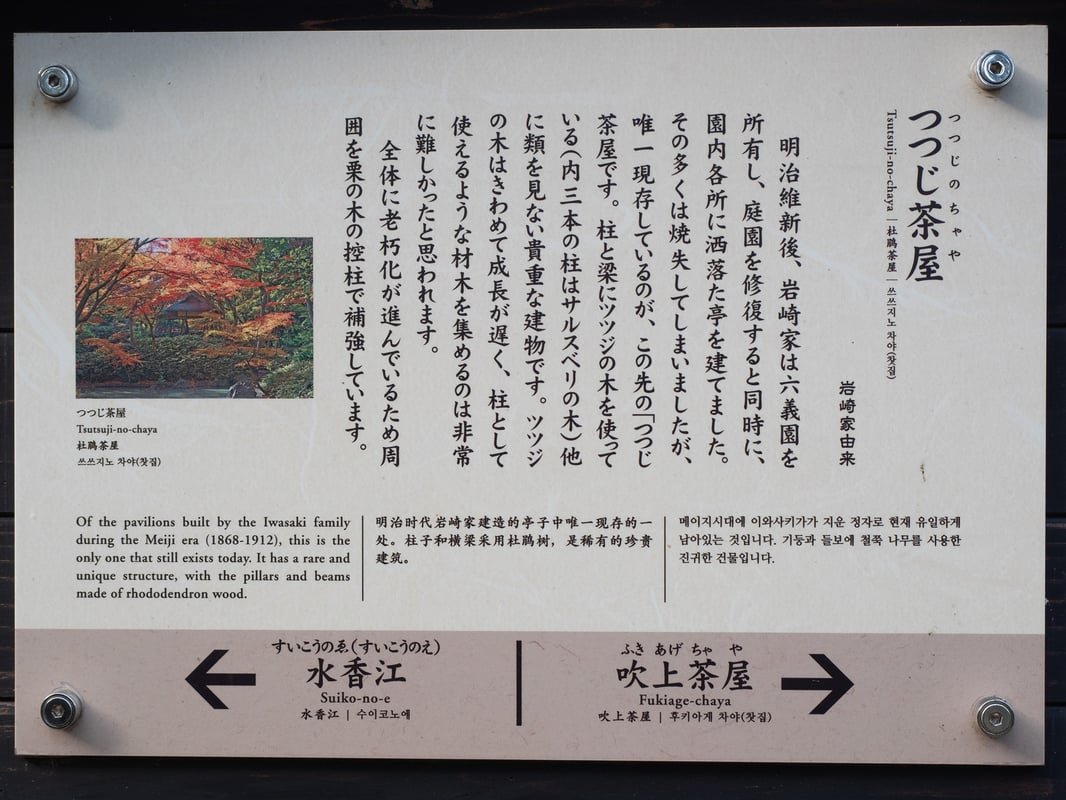 つつじのちゃや
つつじ茶屋
Tsutsuji-no-chaya | 杜鵑茶屋 | 쓰쓰지노 차야(찻집)
岩崎家由来
明治維新後、岩崎家は六義園を
所有し、庭園を修復すると同時に、
園内各所に洒落た亭を建てました。
その多くは焼失してしまいましたが、
唯一現存しているのが、この先の「つつじ
茶屋です。柱と梁にツツジの木を使って
いる(内三本の柱はサルスベリの木)他
に類を見ない貴重な建物です。ツツジ
の木はきわめて成長が遅く、柱として
使えるような材木を集めるのは非常
に難しかったと思われます。
全体に老朽化が進んでいるため周
囲を栗の木の控柱で補強しています。
つつじ茶屋
Tsutsuji-no-chaya
杜鵑茶屋
쓰쓰지노 차야(찻집)
Of the pavilions built by the Iwasaki family
during the Meiji era (1868-1912), this is the
only one that still exists today. It has a rare and
unique structure, with the pillars and beams
made of rhododendron wood.
明治时代岩崎家建造的亭子中唯一现存的一
处。柱子和横梁采用杜鹃树，是稀有的珍贵
建筑。
메이지시대에 이와사키가가 지운 정자로 현재 유일하게
남아있는 것입니다. 기둥과 들보에 철쭉 나무를 사용한
진귀한 건물입니다.
← すいこうのゑ(すいこうのえ)
水香江
Suiko-no-e
水香江 | 수이코노에
ふき あげ ちゃ や
吹上茶屋 →
Fukiage-chaya
吹上茶屋 | 후키아게 차야(찻집)